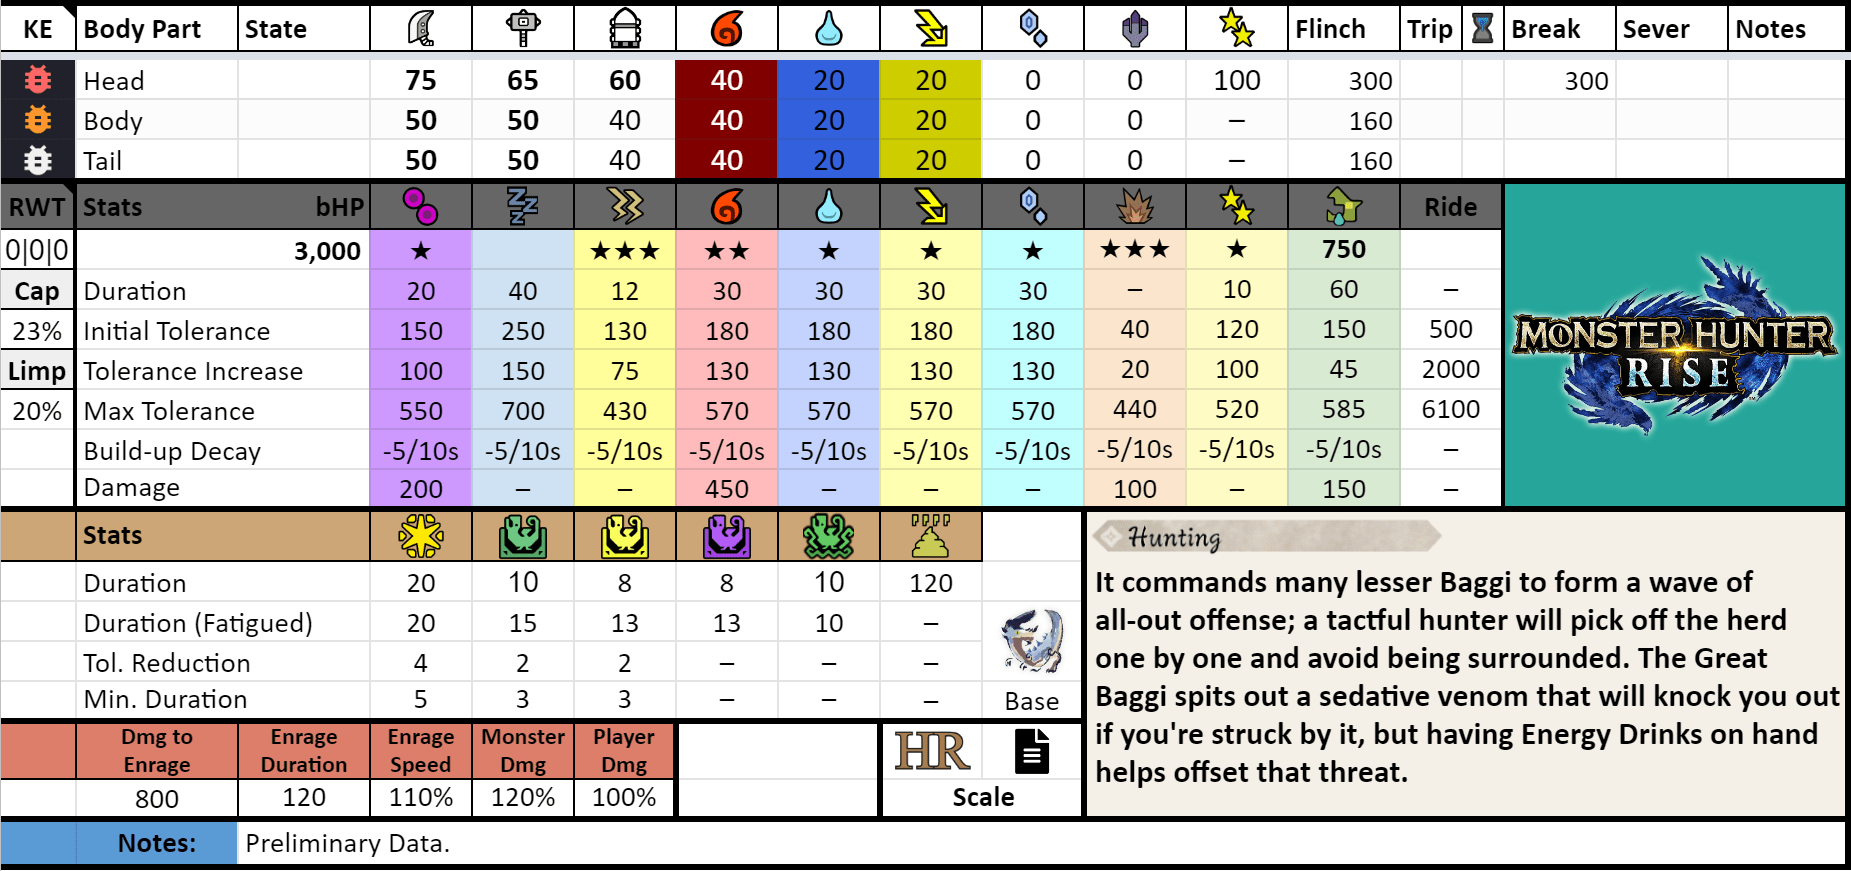 KE Body Part State Flinch Trip Break Sever Notes
Head 75 65 60 40 20 20 0 0 100 300 300
Body 50 50 40 40 20 20 0 0 – 160
Tail 50 50 40 40 20 20 0 0 – 160
RWT Stats bHP Ride
0|0|0 3,000 ★ ★★★ ★★ ★ ★ ★ ★★★ ★ 750
Cap Duration 20 40 12 30 30 30 30 – 10 60 –
23% Initial Tolerance 150 250 130 180 180 180 180 40 120 150 500
Limp Tolerance Increase 100 150 75 130 130 130 130 20 100 45 2000
20% Max Tolerance 550 700 430 570 570 570 570 440 520 585 6100
Build-up Decay -5/10s -5/10s -5/10s -5/10s -5/10s -5/10s -5/10s -5/10s -5/10s -5/10s –
Damage 200 – – 450 – – – 100 – 150 –
MONSTER HUNTER
RISE
Stats
Duration 20 10 8 8 10 120
Duration (Fatigued) 20 15 13 13 10 –
Tol. Reduction 4 2 2 – – –
Min. Duration 5 3 3 – – – Base
Hunting
It commands many lesser Baggi to form a wave of
all-out offense; a tactful hunter will pick off the herd
one by one and avoid being surrounded. The Great
Baggi spits out a sedative venom that will knock you out
if you're struck by it, but having Energy Drinks on hand
helps offset that threat.
Dmg to Enrage Enrage Monster Player
Enrage Duration Speed Dmg Dmg
HR
800 120 110% 120% 100% Scale
Notes: Preliminary Data.